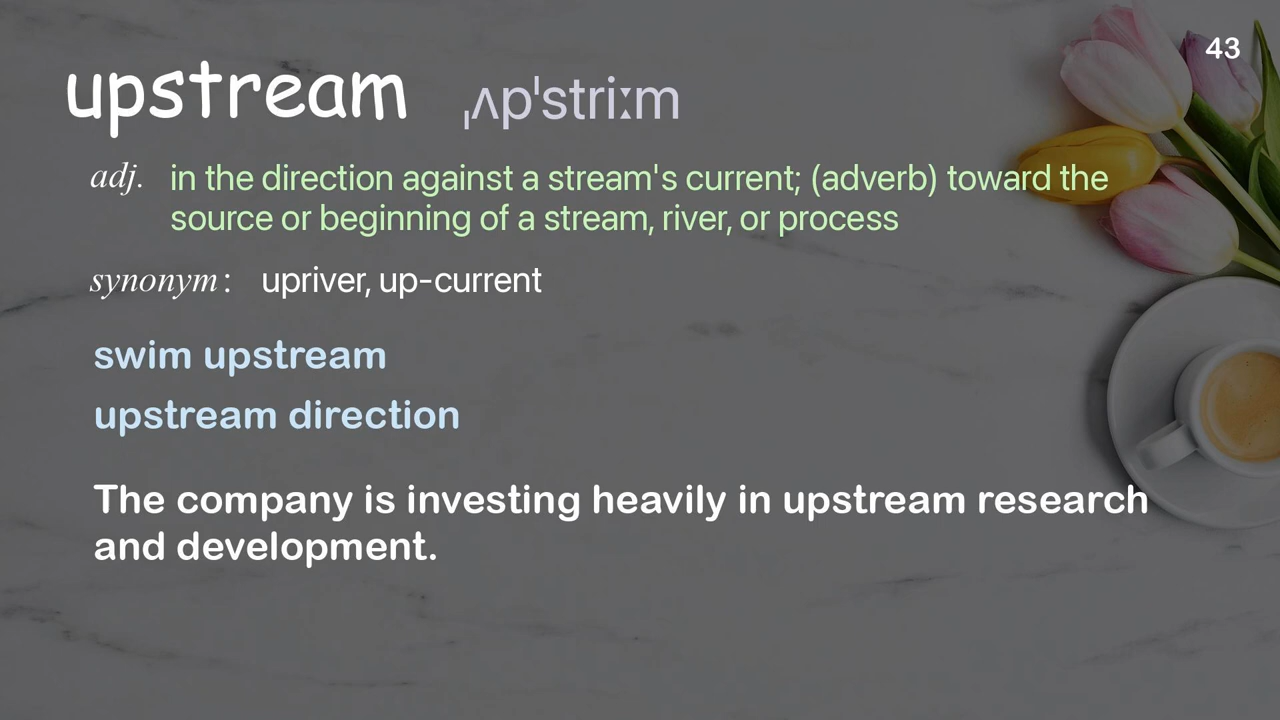 43
upstream ˌʌpˈstriːm
adj. in the direction against a stream's current; (adverb) toward the
source or beginning of a stream, river, or process
synonym : upriver, up-current
swim upstream
upstream direction
The company is investing heavily in upstream research
and development.